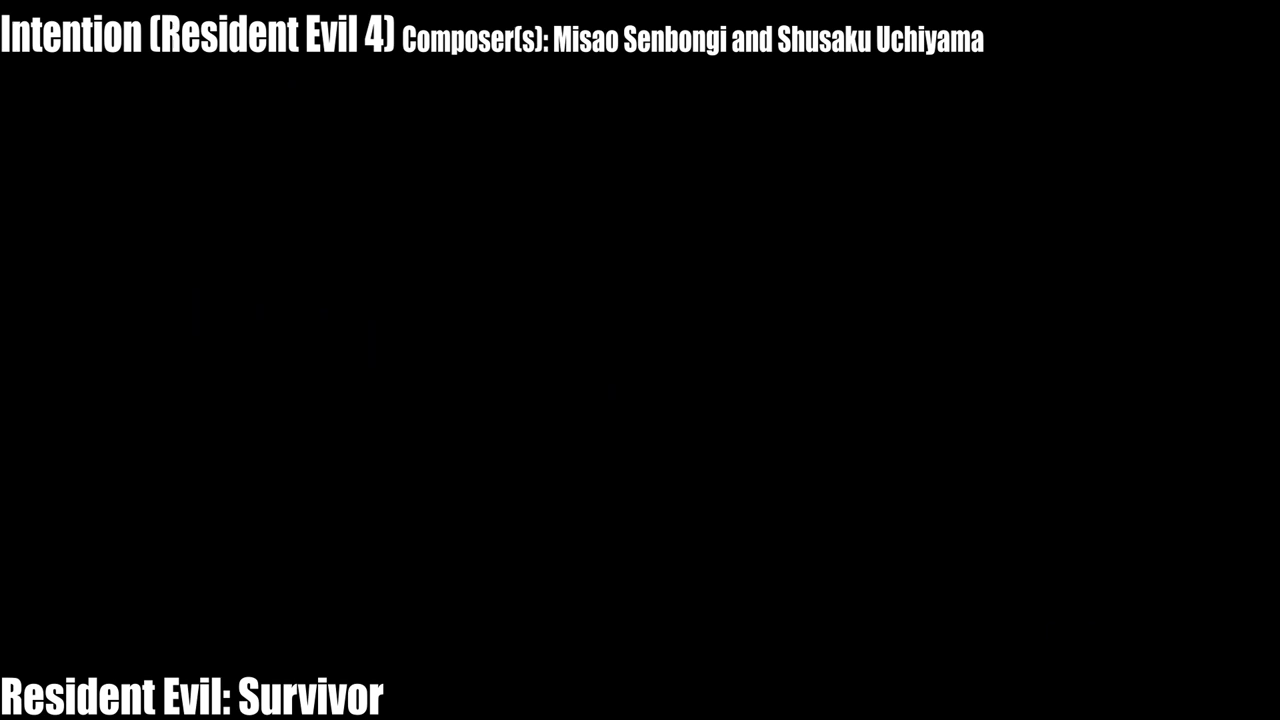 Intention (Resident Evil 4) Composer(s): Misao Senbongi and Shusaku Uchiyama
Resident Evil: Survivor